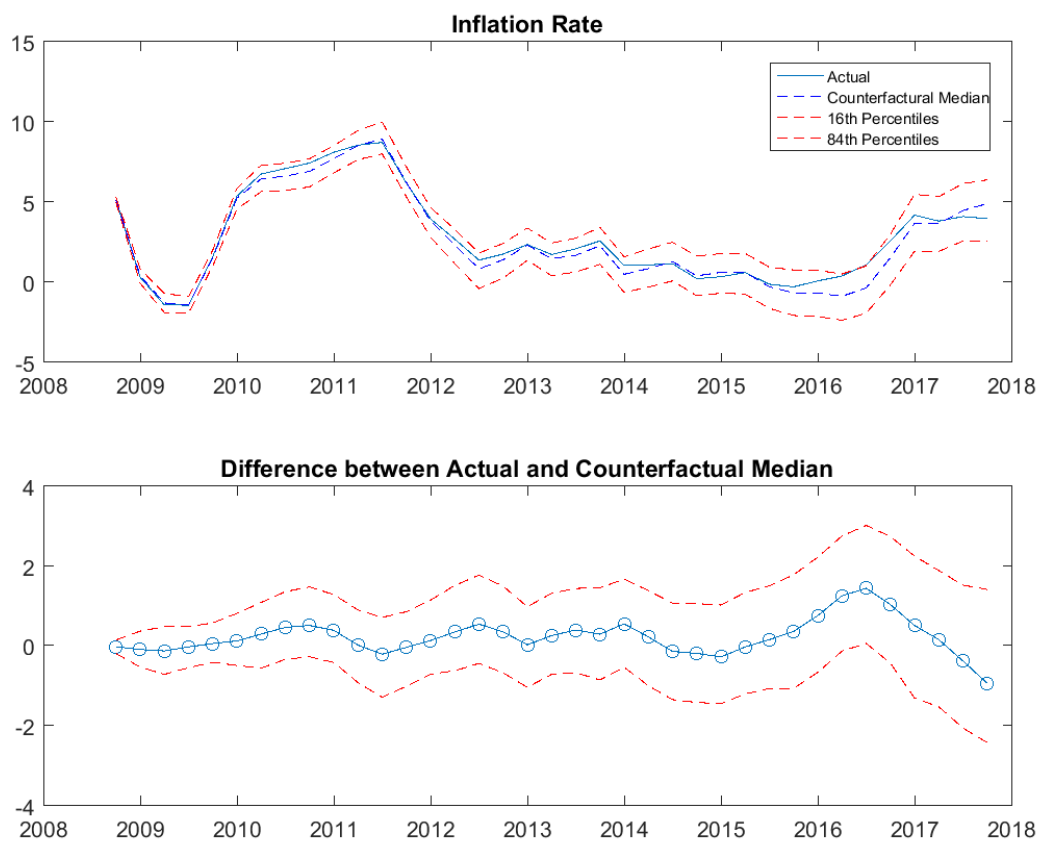 Inflation Rate
15
10
5
0
-5
Actual
Counterfactural Median
16th Percentiles
84th Percentiles
2008 2009 2010 2011 2012 2013 2014 2015 2016 2017 2018
Difference between Actual and Counterfactual Median
4
2
0
-2
-4
2008 2009 2010 2011 2012 2013 2014 2015 2016 2017 2018